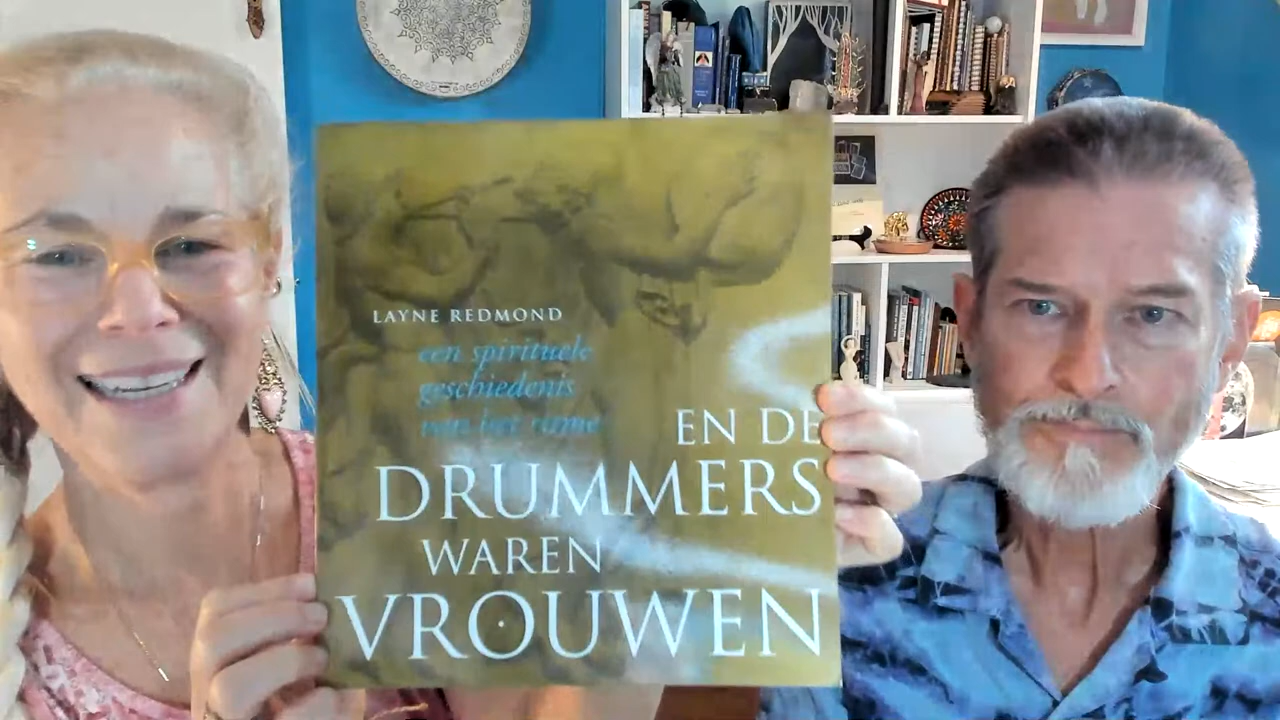 LAYNE REDMOND
een spirituele
geschiedenis
van het ritme
EN DE
DRUMMERS
WAREN
VROUWEN